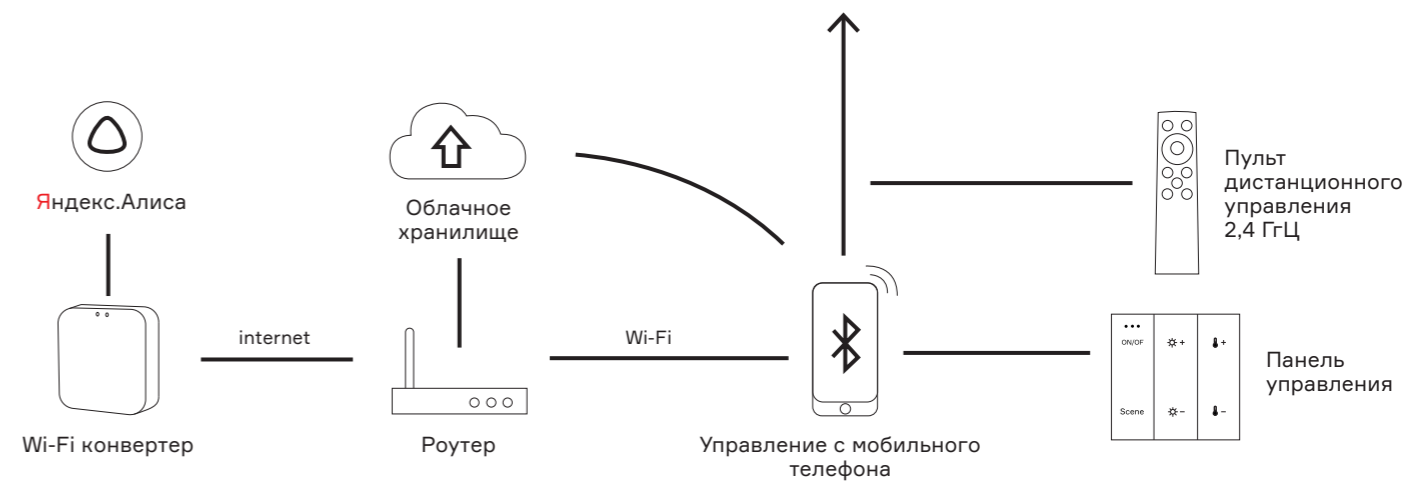 Яндекс.Алиса
Облачное
хранилище
Пульт
дистанционного
управления
2,4 ГгЦ
internet
Wi-Fi
ON/OF
+
+
Scene
−
−
Панель
управления
Wi-Fi конвертер
Роутер
Управление с мобильного
телефона